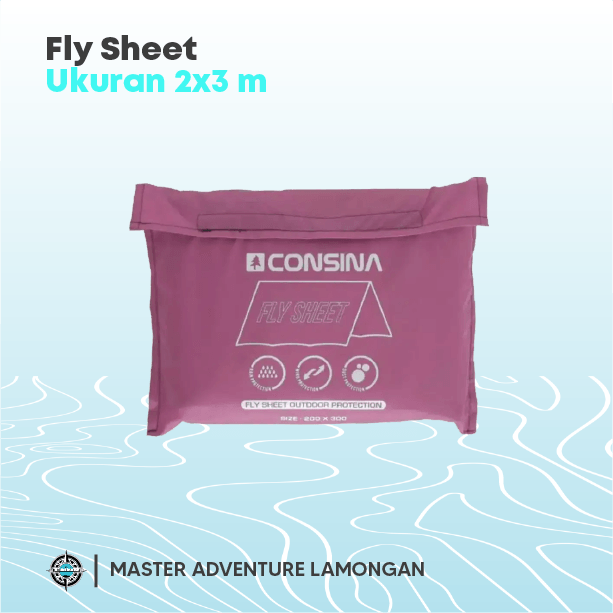 Fly Sheet
Ukuran 2x3 m
CONSINA
FLY SHEET
FLY SHEET OUTDOOR PROTECTION
SIZE : 200 X 300
MASTER ADVENTURE LAMONGAN